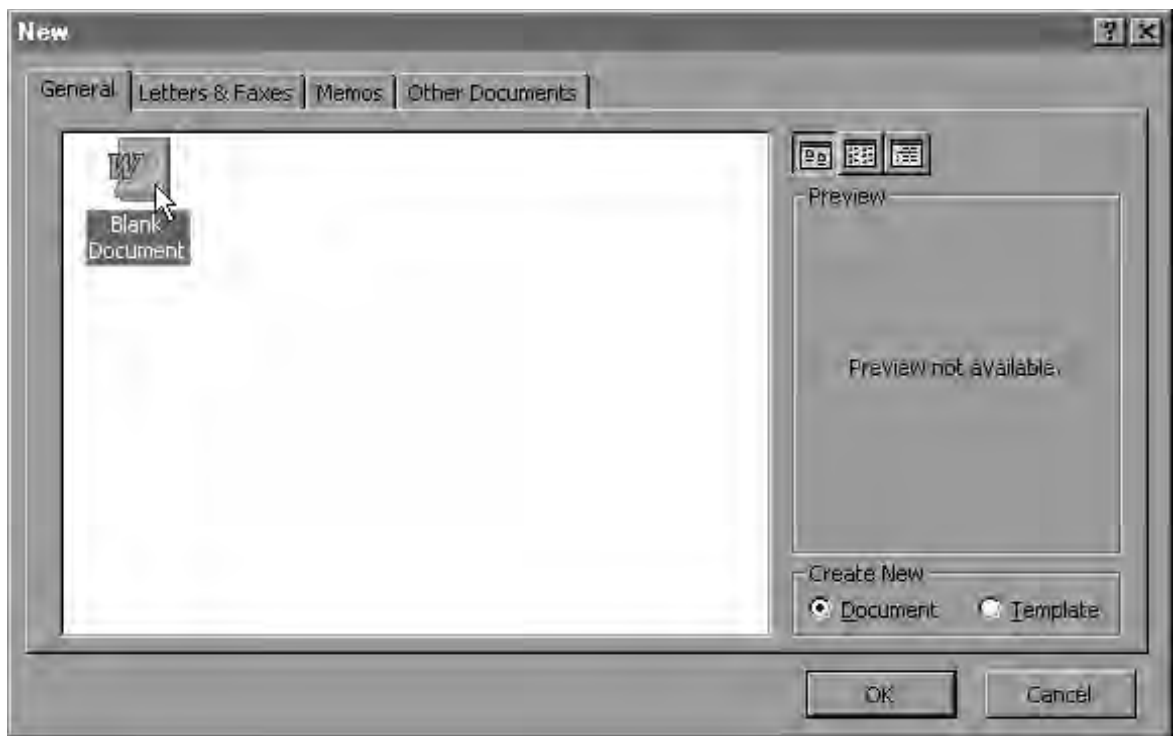 New
General Letters & Faxes Memos Other Documents
W
Blank
Document
Preview
Preview not available.
Create New
Document Template
OK Cancel